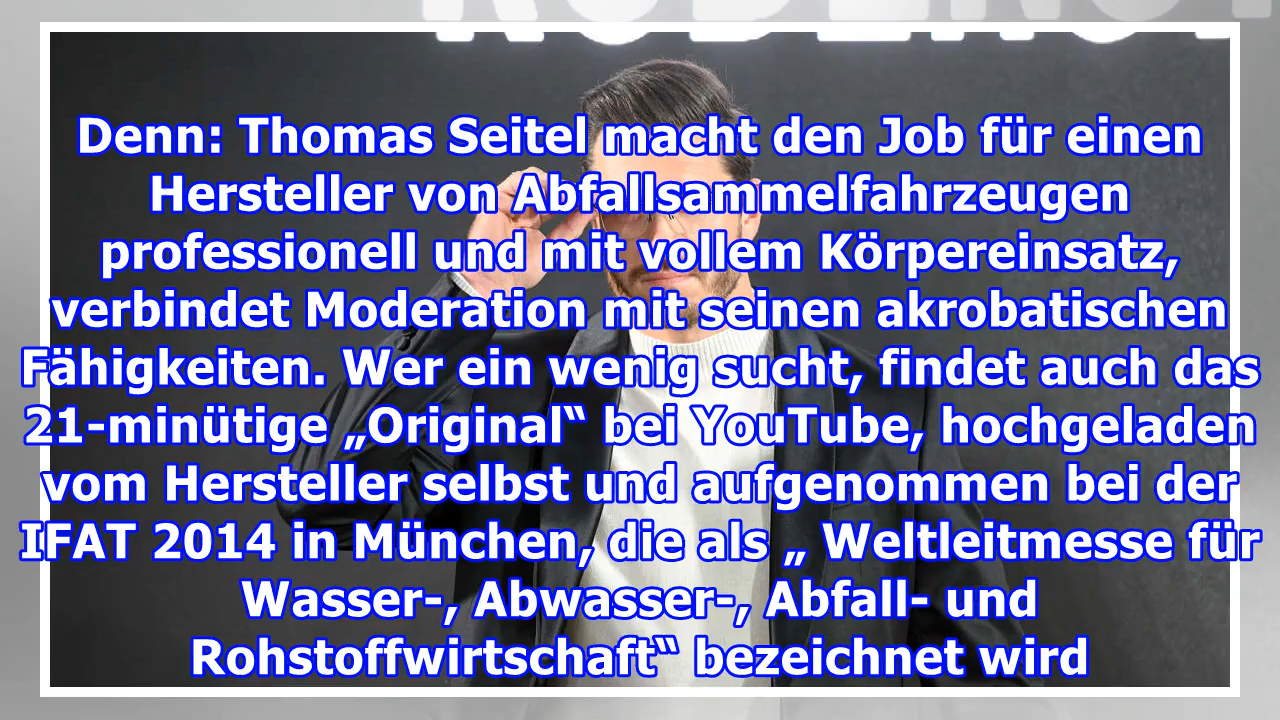 Denn: Thomas Seitel macht den Job für einen
Hersteller von Abfallsammelfahrzeugen
professionell und mit vollem Körpereinsatz,
verbindet Moderation mit seinen akrobatischen
Fähigkeiten. Wer ein wenig sucht, findet auch das
21-minütige „Original“ bei YouTube, hochgeladen
vom Hersteller selbst und aufgenommen bei der
IFAT 2014 in München, die als „ Weltleitmesse für
Wasser-, Abwasser-, Abfall- und
Rohstoffwirtschaft“ bezeichnet wird